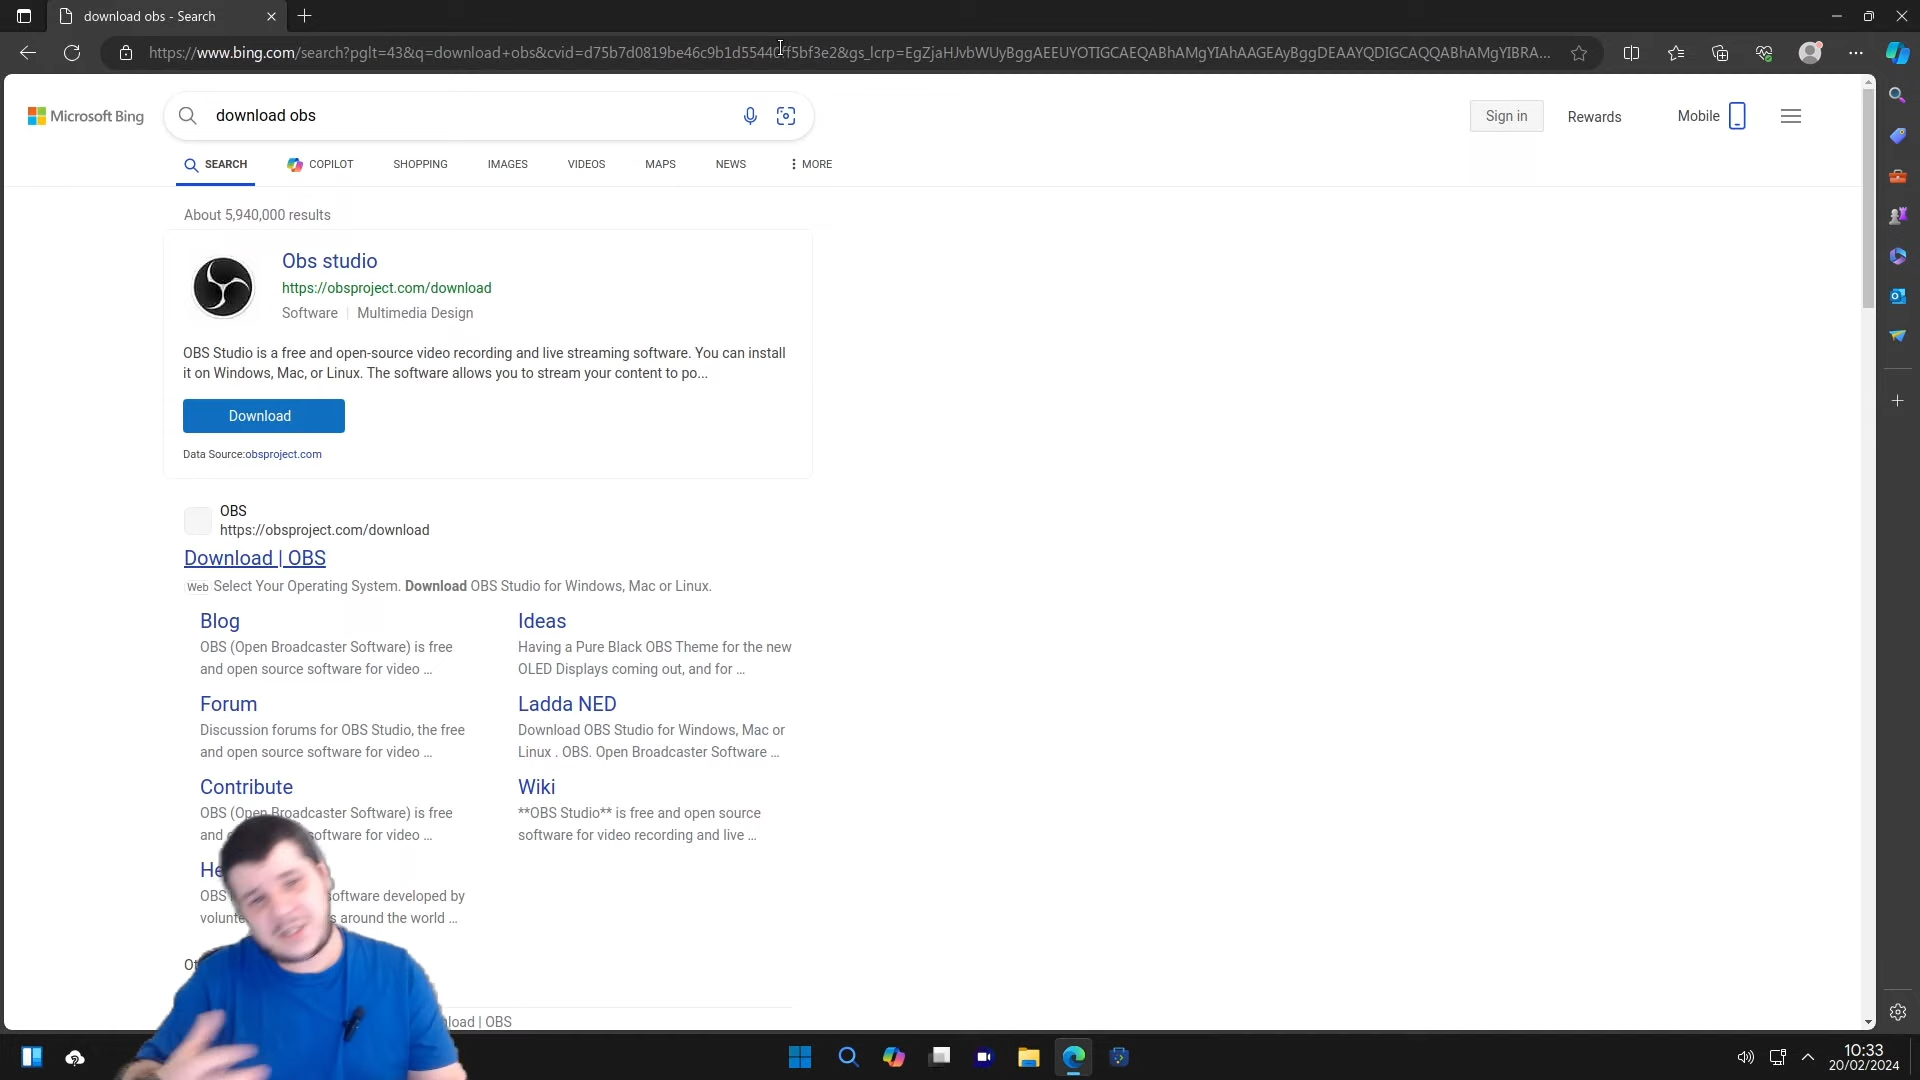 download obs - Search
https://www.bing.com/search?pglt=43&q=download+obs&cvid=d75b7d0819be46c9b1d55440ff5bf3e2&gs_lcrp=EgZjaHJvbWUyBggAEEUYOTIGCAEQABhAMgYIAhAAGEAyBggDEAAYQDIGCAQQABhAMgYIBRA...
Microsoft Bing
download obs
Sign in
Rewards
Mobile
SEARCH
COPILOT
SHOPPING
IMAGES
VIDEOS
MAPS
NEWS
MORE
About 5,940,000 results
Obs studio
https://obsproject.com/download
Software
Multimedia Design
OBS Studio is a free and open-source video recording and live streaming software. You can install
it on Windows, Mac, or Linux. The software allows you to stream your content to po...
Download
Data Source:obsproject.com
OBS
https://obsproject.com/download
Download | OBS
Web Select Your Operating System. Download OBS Studio for Windows, Mac or Linux.
Blog
OBS (Open Broadcaster Software) is free
and open source software for video ...
Ideas
Having a Pure Black OBS Theme for the new
OLED Displays coming out, and for ...
Forum
Discussion forums for OBS Studio, the free
and open source software for video ...
Ladda NED
Download OBS Studio for Windows, Mac or
Linux . OBS. Open Broadcaster Software ...
Contribute
OBS (Open Broadcaster Software) is free
and software for video ...
Wiki
**OBS Studio** is free and open source
software for video recording and live ...
OBS software developed by
around the world ...
| OBS
10:33
20/02/2024